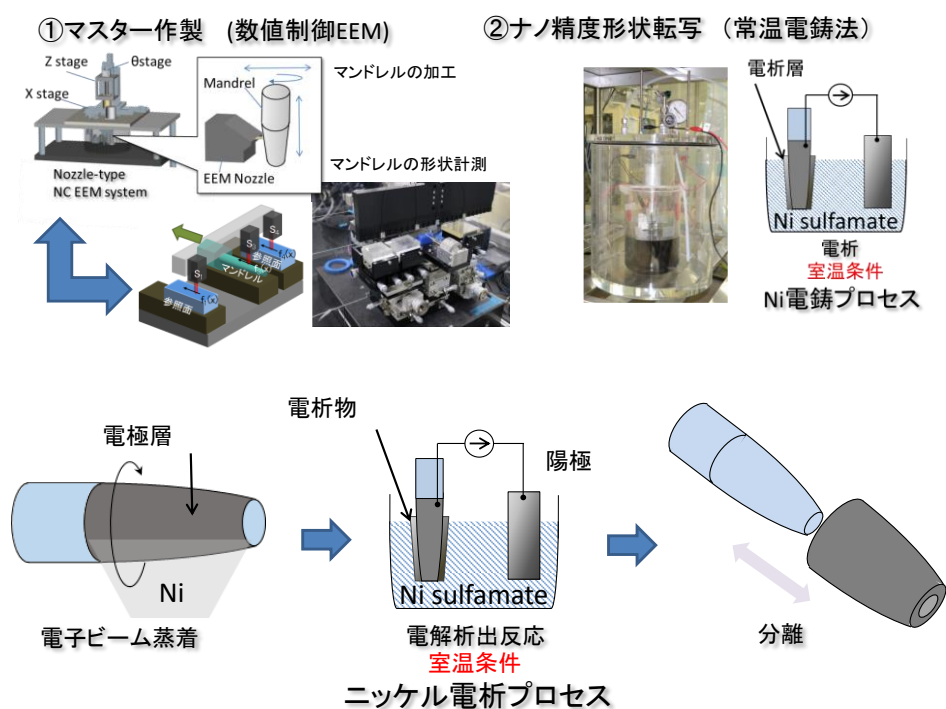 ①マスター作製 (数値制御EEM)
②ナノ精度形状転写 (常温電鋳法)
Z stage
θstage
X stage
Mandrel
EEM Nozzle
Nozzle-type
NC EEM system
マンドレルの加工
マンドレルの形状計測
S₁
S₃
S₄
参照面
マンドレル
参照面
電析層
Ni sulfamate
電析
室温条件
Ni電鋳プロセス
電極層
Ni
電子ビーム蒸着
電析物
陽極
Ni sulfamate
電解析出反応
室温条件
ニッケル電析プロセス
分離